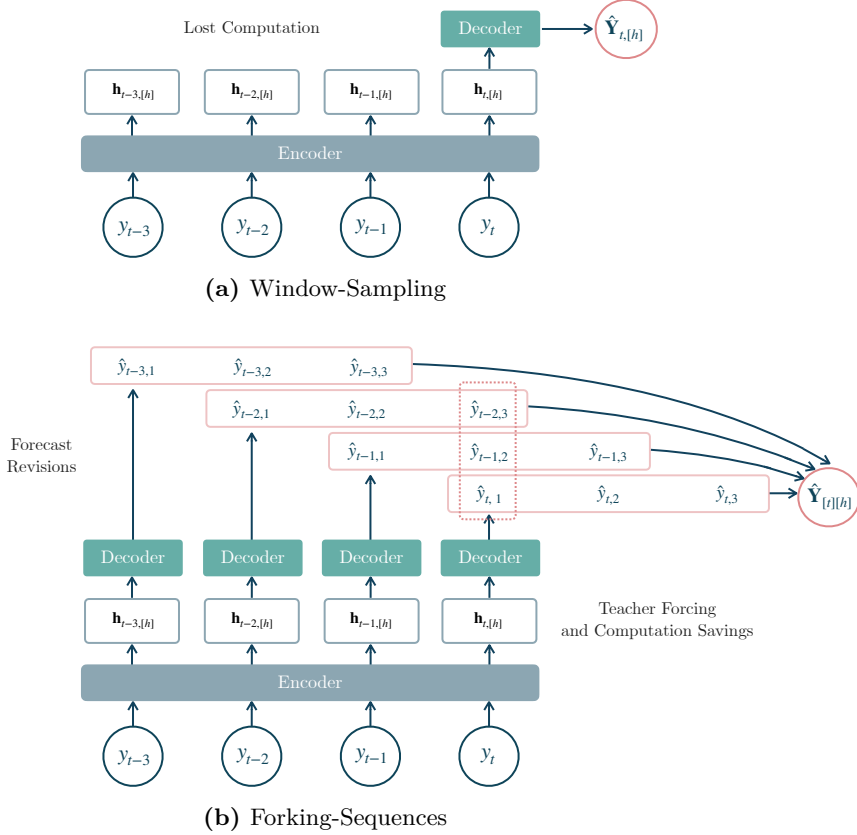 Lost Computation Decoder Ŷ_{t,[h]}
h_{t−3,[h]} h_{t−2,[h]} h_{t−1,[h]} h_{t,[h]}
Encoder
y_{t−3} y_{t−2} y_{t−1} y_t
(a) Window-Sampling
ŷ_{t−3,1} ŷ_{t−3,2} ŷ_{t−3,3}
ŷ_{t−2,1} ŷ_{t−2,2} ŷ_{t−2,3}
Forecast
Revisions
ŷ_{t−1,1} ŷ_{t−1,2} ŷ_{t−1,3}
ŷ_{t,1} ŷ_{t,2} ŷ_{t,3} Ŷ_{[t][h]}
Decoder Decoder Decoder Decoder
h_{t−3,[h]} h_{t−2,[h]} h_{t−1,[h]} h_{t,[h]}
Teacher Forcing
and Computation Savings
Encoder
y_{t−3} y_{t−2} y_{t−1} y_t
(b) Forking-Sequences